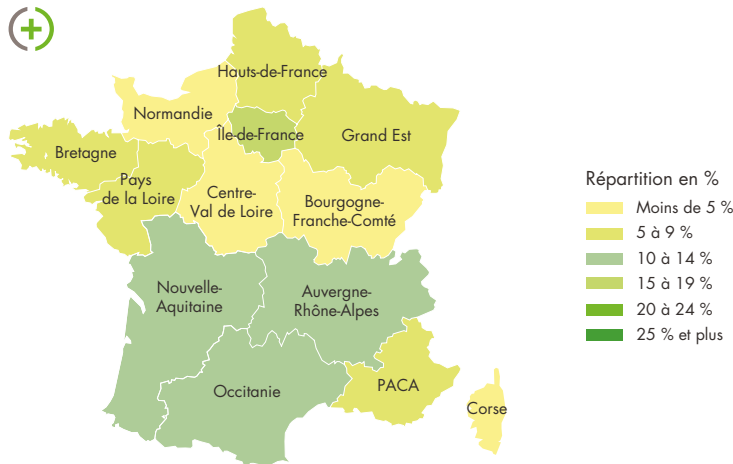 Hauts-de-France
Normandie
Île-de-France
Grand Est
Bretagne
Pays
de la Loire
Centre-
Val de Loire
Bourgogne-
Franche-Comté
Nouvelle-
Aquitaine
Auvergne-
Rhône-Alpes
Occitanie
PACA
Corse
Répartition en %
Moins de 5 %
5 à 9 %
10 à 14 %
15 à 19 %
20 à 24 %
25 % et plus